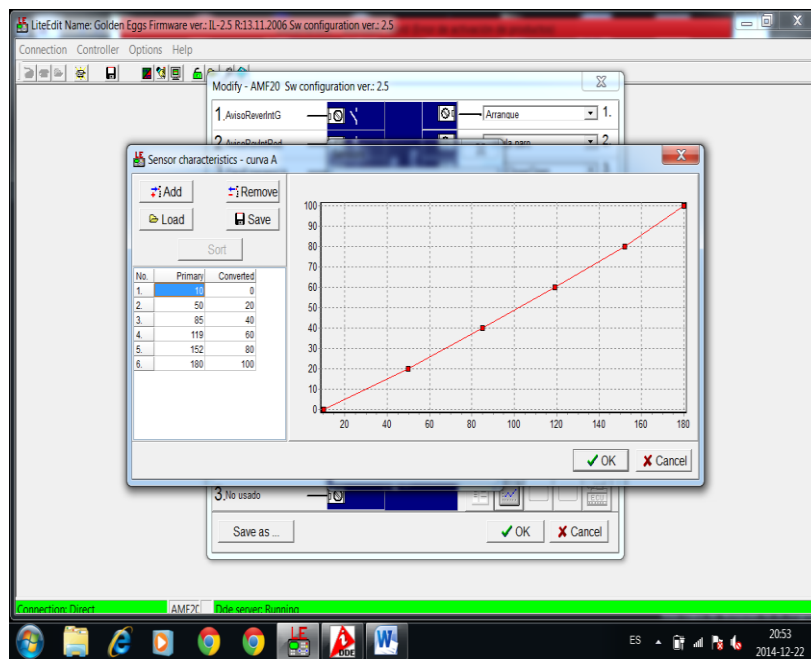 LiteEdit Name: Golden Eggs Firmware ver.: IL-2.5 R:13.11.2006 Sw configuration ver.: 2.5
Connection Controller Options Help
Modify - AMF20 Sw configuration ver.: 2.5
1.AvisoReverIntG
Arranque 1.
2.
2.
Sensor characteristics - curva A
Add Remove
Load Save
Sort
No. Primary Converted
1. 10 0
2. 50 20
3. 85 40
4. 119 60
5. 152 80
6. 180 100
100
90
80
70
60
50
40
30
20
10
0
20 40 60 80 100 120 140 160 180
OK Cancel
3.No usado
Save as ...
OK Cancel
Connection: Direct AMF2 Dde server: Running
LE DDE W ES 20:53
2014-12-22